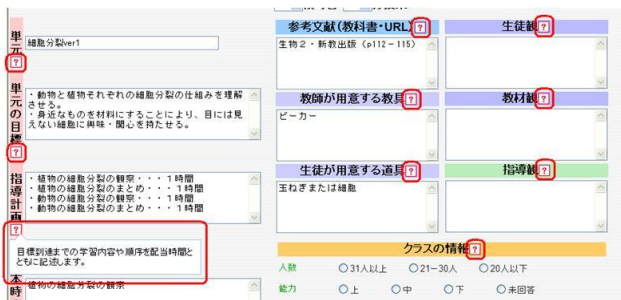 単元
?
細胞分裂ver1
単元の目標
?
・動物と植物それぞれの細胞分裂の仕組みを理解
させる。
・身近なものを材料にすることにより、目には見
えない細胞に興味・関心を持たせる。
指導計画
?
・植物の細胞分裂の観察・・・1時間
・植物の細胞分裂のまとめ・・・1時間
・動物の細胞分裂の観察・・・1時間
・動物の細胞分裂のまとめ・・・1時間
目標到達までの学習内容や順序を配当時間と
ともに記述します。
本時
植物の細胞分裂の観察
参考文献(教科書・URL)?
生物2・新教出版(p112-115)
教師が用意する教具?
ビーカー
生徒が用意する道具?
玉ねぎまたは細胞
生徒観?
教材観?
指導観?
クラスの情報?
人数 31人以上 21-30人 20人以下
能力 上 中 下 未回答